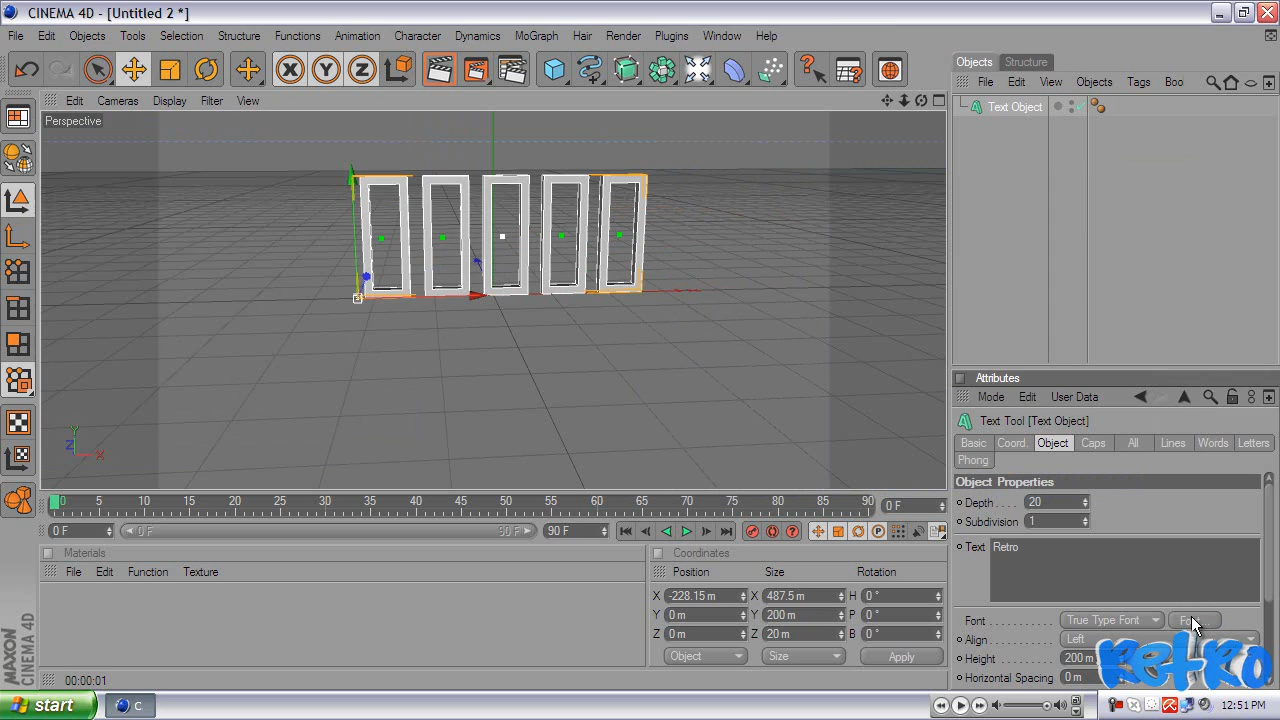 CINEMA 4D - [Untitled 2 *]
File Edit Objects Tools Selection Structure Functions Animation Character Dynamics MoGraph Hair Render Plugins Window Help
X Y Z
Objects Structure
File Edit View Objects Tags Boo
Text Object
Edit Cameras Display Filter View
Perspective
Y
Z
X
Attributes
Mode Edit User Data
Text Tool [Text Object]
Basic Coord. Object Caps All Lines Words Letters
Phong
Object Properties
Depth 20
Subdivision 1
Text Retro
Font True Type Font
Align Left
Height 200 m
Horizontal Spacing 0 m
retro
0 5 10 15 20 25 30 35 40 45 50 55 60 65 70 75 80 85 90 0 F
0 F 0 F 90 F 90 F
Materials
File Edit Function Texture
Coordinates
Position Size Rotation
X -228.15 m X 487.5 m H 0 °
Y 0 m Y 200 m P 0 °
Z 0 m Z 20 m B 0 °
Object Size Apply
MAXON
CINEMA 4D
00:00:01
start C 12:51 PM